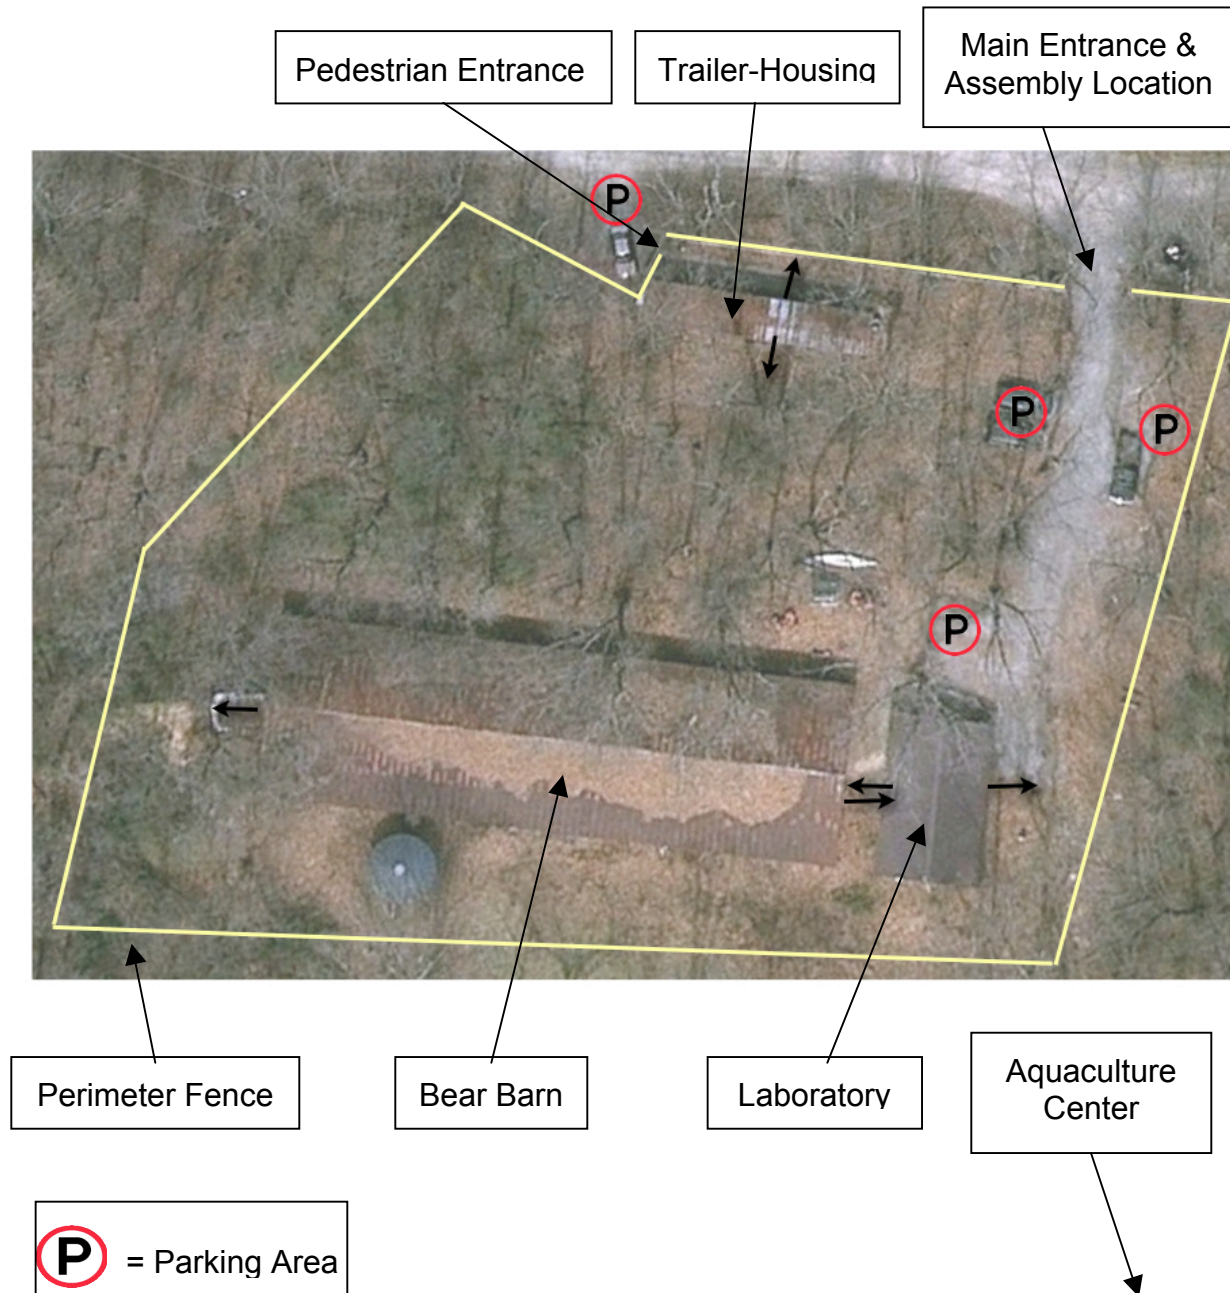 Pedestrian Entrance
Trailer-Housing
Main Entrance &
Assembly Location
P
P
P
P
Perimeter Fence
Bear Barn
Laboratory
Aquaculture
Center
P = Parking Area